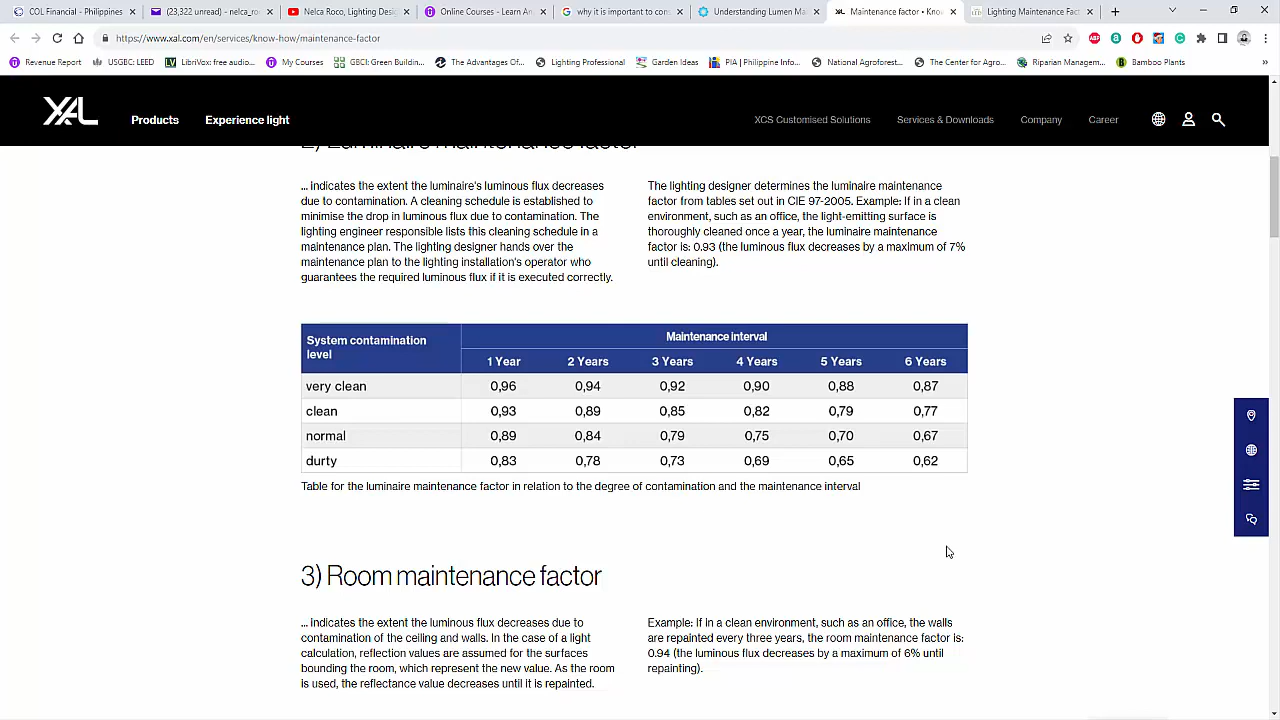 COL Financial - Philippines
(23,322 unread) - nelca_ro
Nelca Roco, Lighting Desi
Online Courses - Learn An
why it is important to con
Understanding Lumen Ma
Maintenance factor • Kno
Lighting Maintenance Fac
https://www.xal.com/en/services/know-how/maintenance-factor
Revenue Report
USGBC: LEED
LibriVox: free audio...
My Courses
GBCI: Green Buildin...
The Advantages Of...
Lighting Professional
Garden Ideas
PIA | Philippine Info...
National Agroforest...
The Center for Agro...
Riparian Managem...
Bamboo Plants
XAL
Products
Experience light
XCS Customised Solutions
Services & Downloads
Company
Career
2) Luminaire maintenance factor
... indicates the extent the luminaire's luminous flux decreases
due to contamination. A cleaning schedule is established to
minimise the drop in luminous flux due to contamination. The
lighting engineer responsible lists this cleaning schedule in a
maintenance plan. The lighting designer hands over the
maintenance plan to the lighting installation's operator who
guarantees the required luminous flux if it is executed correctly.
The lighting designer determines the luminaire maintenance
factor from tables set out in CIE 97-2005. Example: If in a clean
environment, such as an office, the light-emitting surface is
thoroughly cleaned once a year, the luminaire maintenance
factor is: 0.93 (the luminous flux decreases by a maximum of 7%
until cleaning).
System contamination
level
Maintenance interval
1 Year 2 Years 3 Years 4 Years 5 Years 6 Years
very clean 0,96 0,94 0,92 0,90 0,88 0,87
clean 0,93 0,89 0,85 0,82 0,79 0,77
normal 0,89 0,84 0,79 0,75 0,70 0,67
durty 0,83 0,78 0,73 0,69 0,65 0,62
Table for the luminaire maintenance factor in relation to the degree of contamination and the maintenance interval
3) Room maintenance factor
... indicates the extent the luminous flux decreases due to
contamination of the ceiling and walls. In the case of a light
calculation, reflection values are assumed for the surfaces
bounding the room, which represent the new value. As the room
is used, the reflectance value decreases until it is repainted.
Example: If in a clean environment, such as an office, the walls
are repainted every three years, the room maintenance factor is:
0.94 (the luminous flux decreases by a maximum of 6% until
repainting).